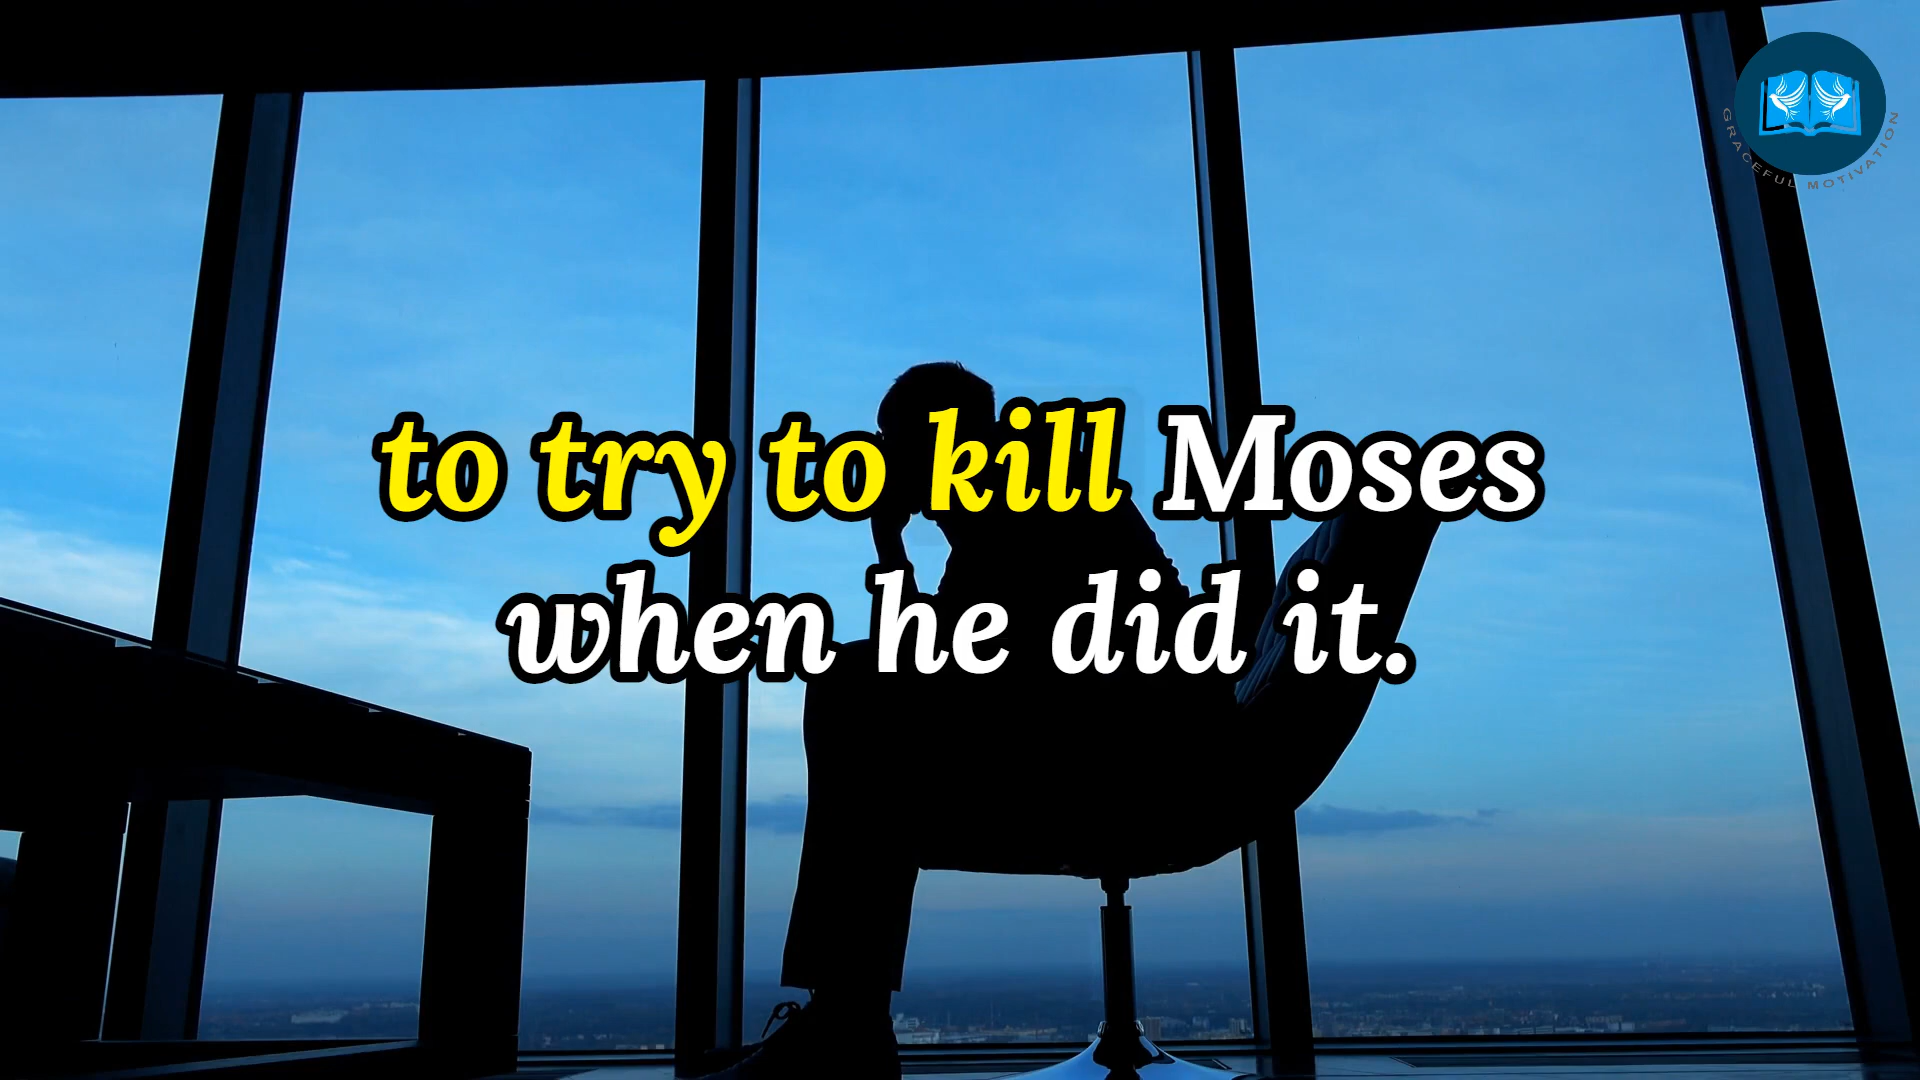 GRACEFUL MOTIVATION
to try to kill Moses
when he did it.